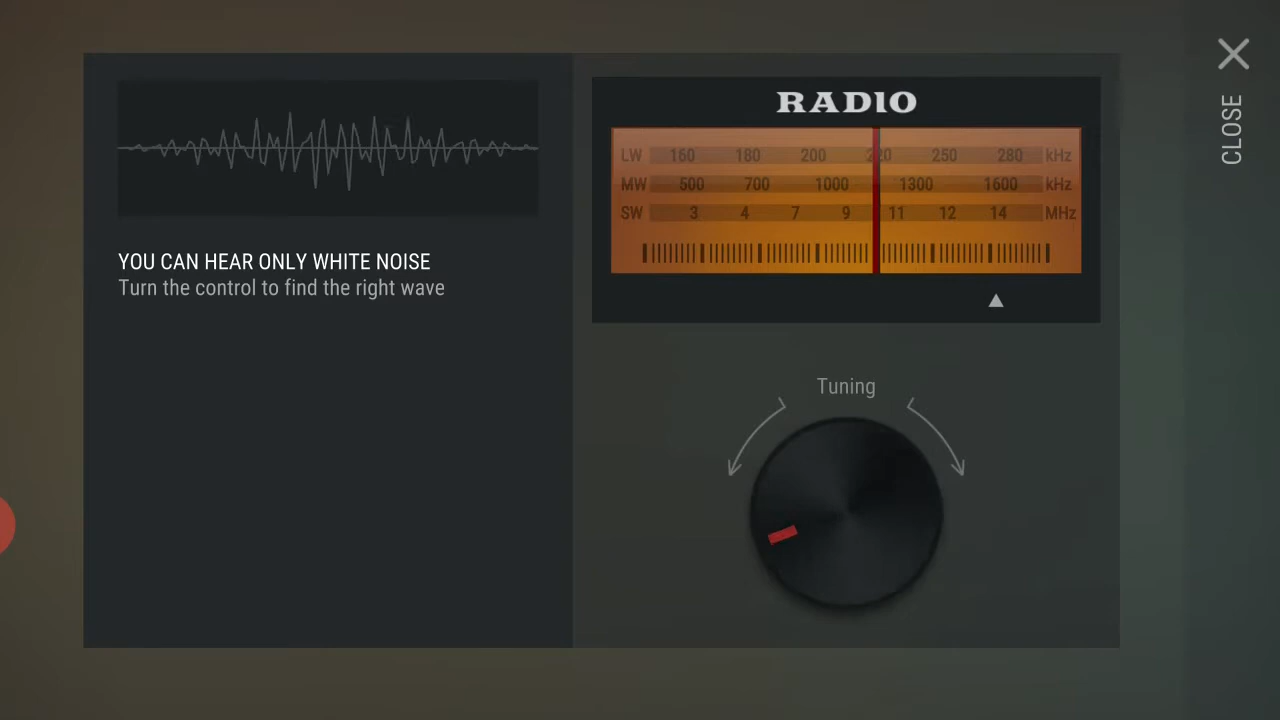 RADIO
LW 160 180 200 220 250 280 kHz
MW 500 700 1000 1300 1600 kHz
SW 3 4 7 9 11 12 14 MHz
YOU CAN HEAR ONLY WHITE NOISE
Turn the control to find the right wave
Tuning
CLOSE